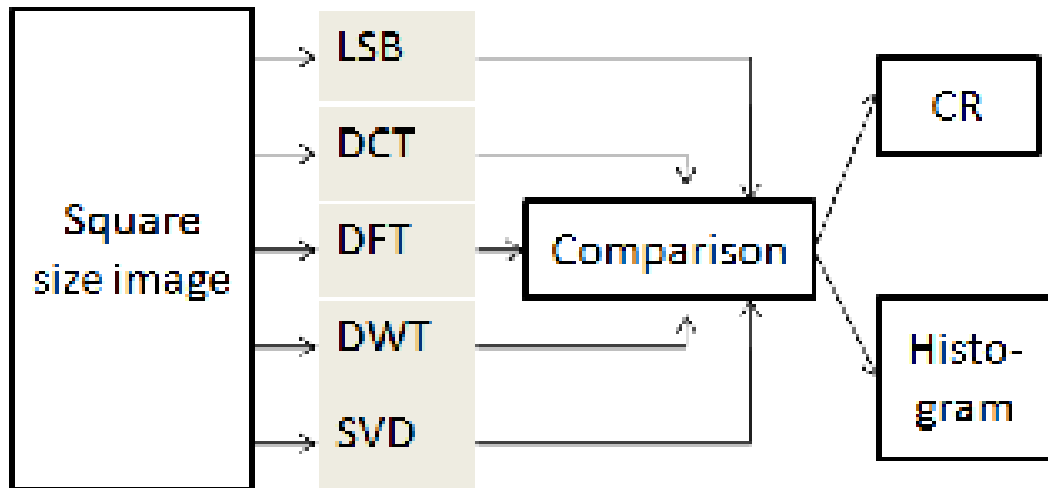 Square
size image
LSB
DCT
DFT
DWT
SVD
Comparison
CR
Histo-
gram